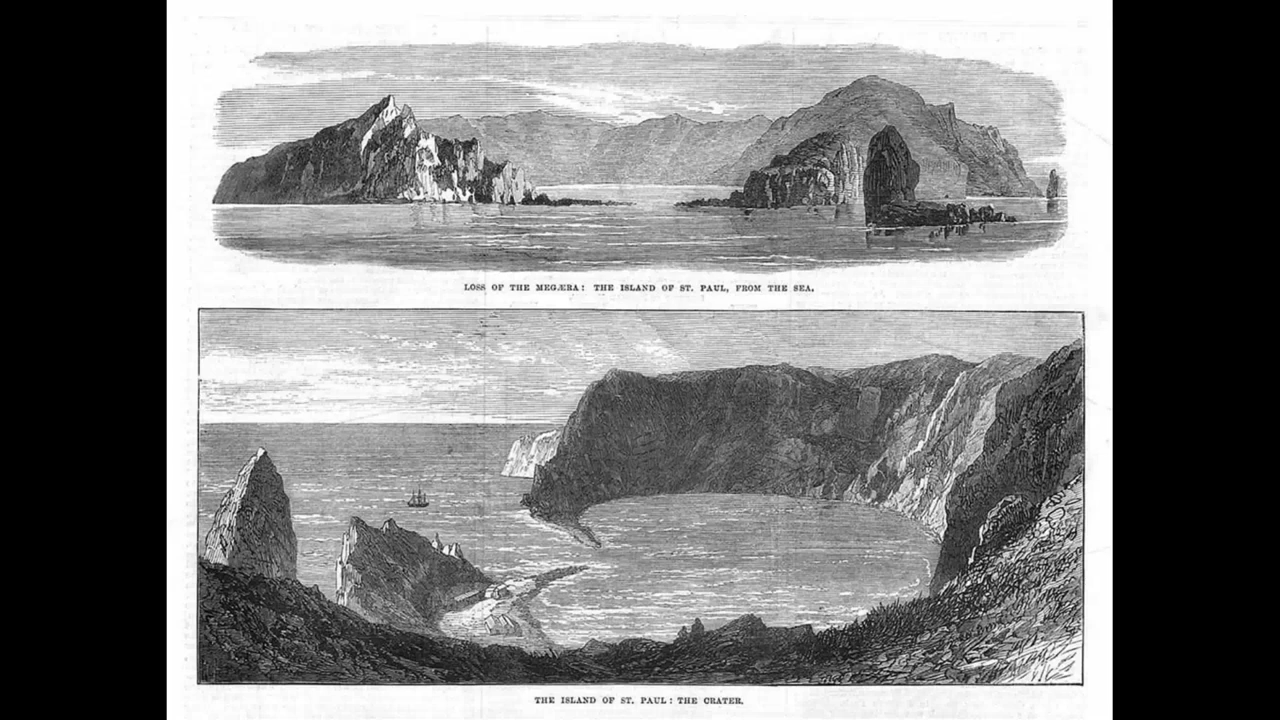 LOSS OF THE MEGÆRA: THE ISLAND OF ST. PAUL, FROM THE SEA.
THE ISLAND OF ST. PAUL: THE CRATER.